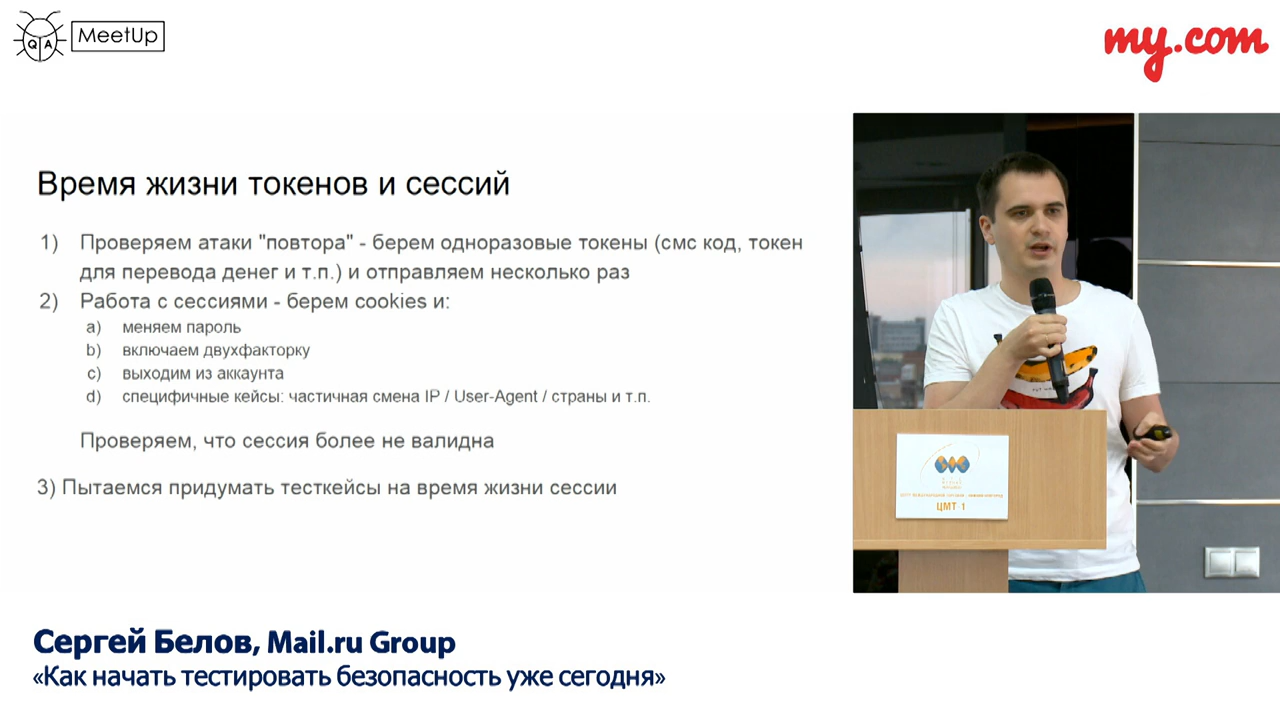 QA MeetUp
my.com
Время жизни токенов и сессий
1) Проверяем атаки "повтора" - берем одноразовые токены (смс код, токен
для перевода денег и т.п.) и отправляем несколько раз
2) Работа с сессиями - берем cookies и:
a) меняем пароль
b) включаем двухфакторку
c) выходим из аккаунта
d) специфичные кейсы: частичная смена IP / User-Agent / страны и т.п.
Проверяем, что сессия более не валидна
3) Пытаемся придумать тесткейсы на время жизни сессии
ЦМТ 1
Сергей Белов, Mail.ru Group
«Как начать тестировать безопасность уже сегодня»